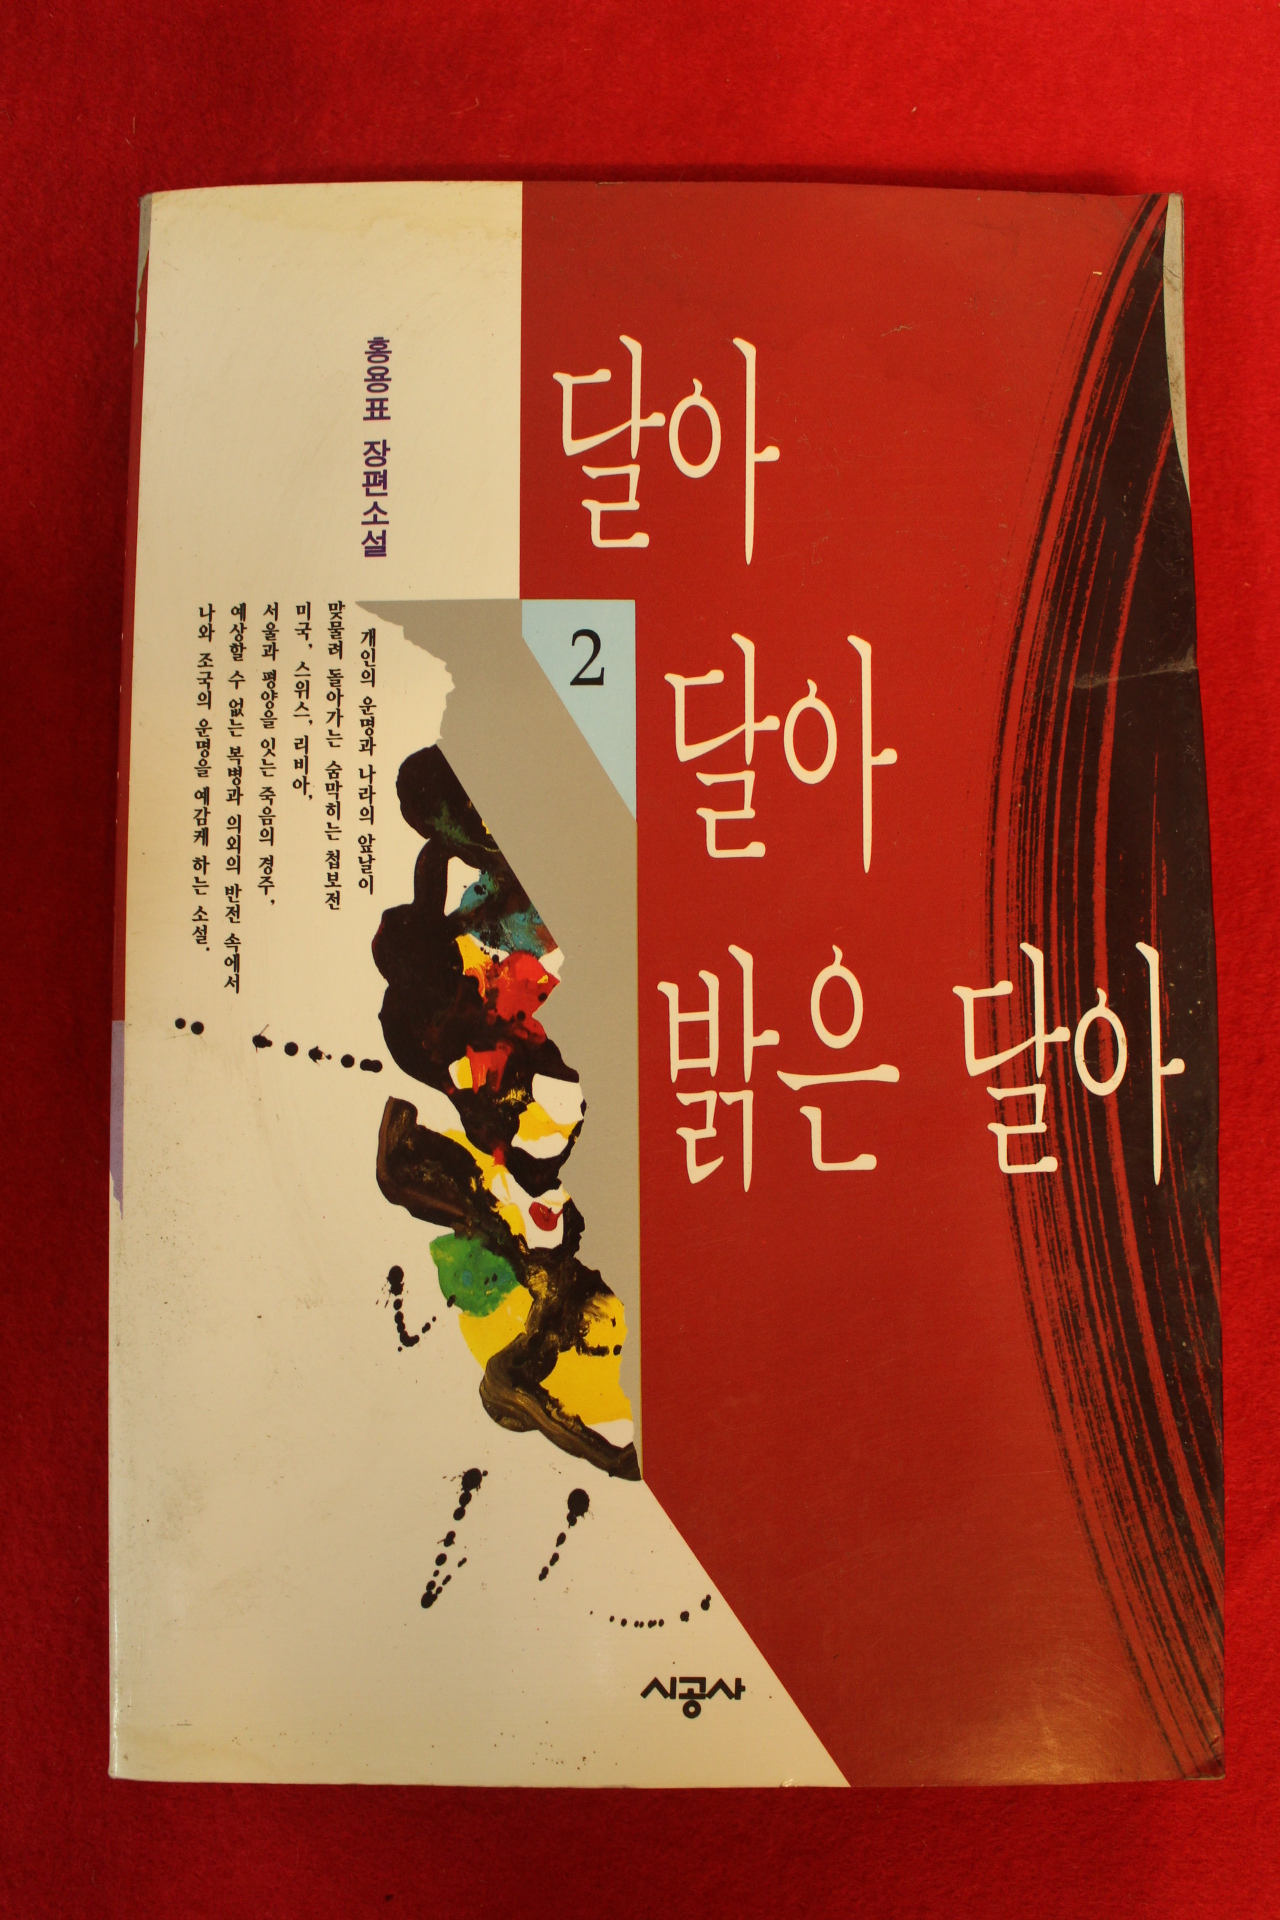 달아
달아
밝은 달아
2
홍용표 장편소설
개인의 운명과 나라의 앞날이
맞물려 돌아가는 숨막히는 첩보전
미국, 스위스, 리비아,
서울과 평양을 잇는 죽음의 경주,
예상할 수 없는 복병과 의외의 반전 속에서
나와 조국의 운명을 예감케 하는 소설.
시공사